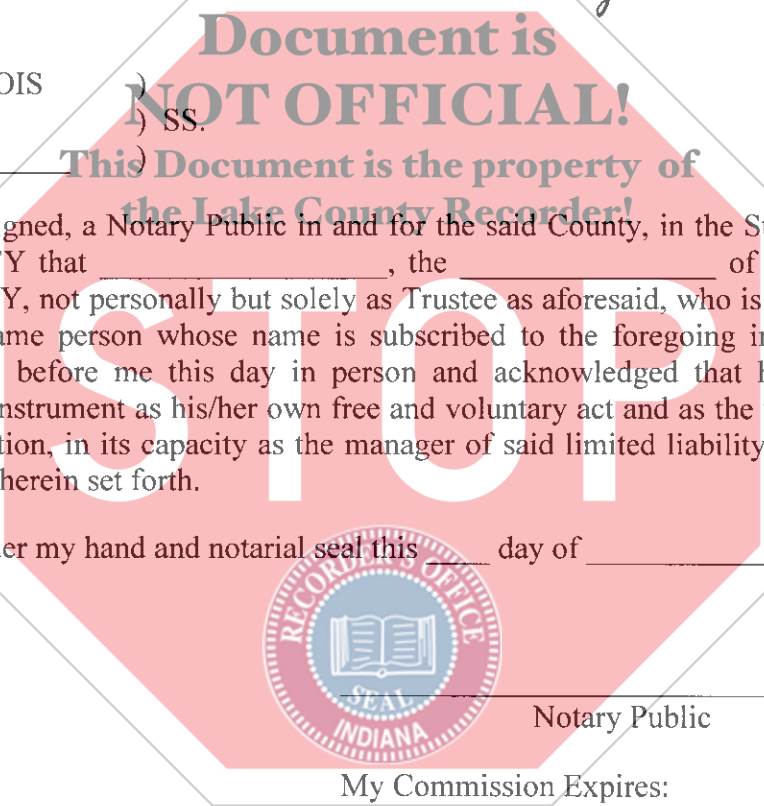 Document is
OIS )
NOT OFFICIAL!
) SS.
This Document is the property of
)
the Lake County Recorder!
gned, a Notary Public in and for the said County, in the S
Y that ____________, the ____________ of
Y, not personally but solely as Trustee as aforesaid, who is
ame person whose name is subscribed to the foregoing in
before me this day in person and acknowledged that h
nstrument as his/her own free and voluntary act and as the
tion, in its capacity as the manager of said limited liability
herein set forth.
STOP
er my hand and notarial seal this ____ day of ____________
RECORDER'S OFFICE
SEAL
INDIANA
Notary Public
My Commission Expires: